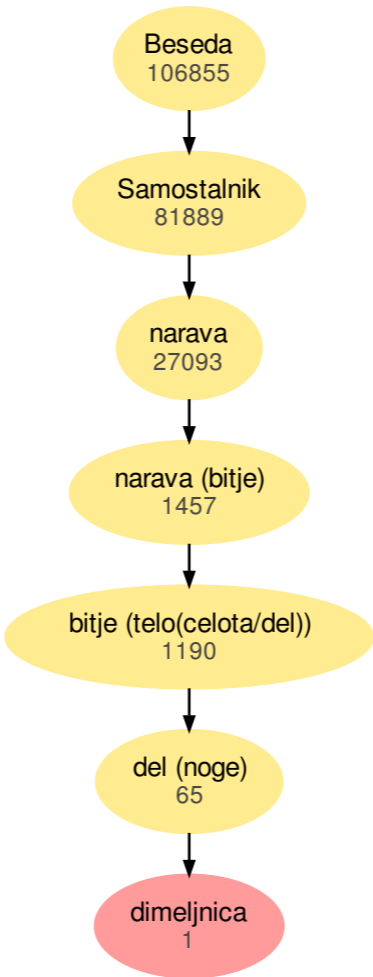 Beseda
106855
Samostalnik
81889
narava
27093
narava (bitje)
1457
bitje (telo(celota/del))
1190
del (noge)
65
dimeljnica
1